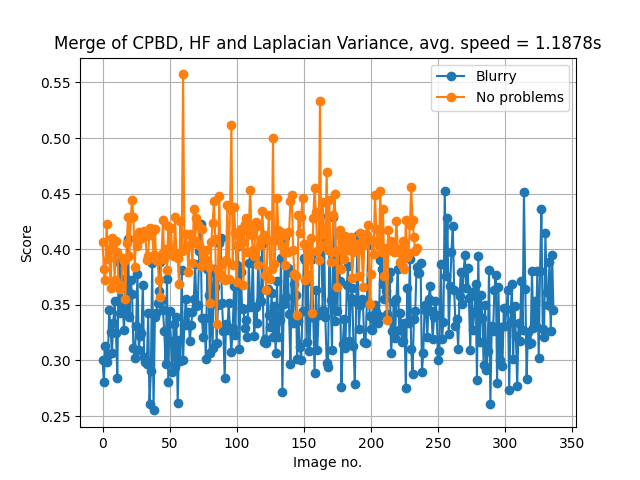 Merge of CPBD, HF and Laplacian Variance, avg. speed = 1.1878s
Blurry
No problems
Score
0.55
0.50
0.45
0.40
0.35
0.30
0.25
0 50 100 150 200 250 300 350
Image no.